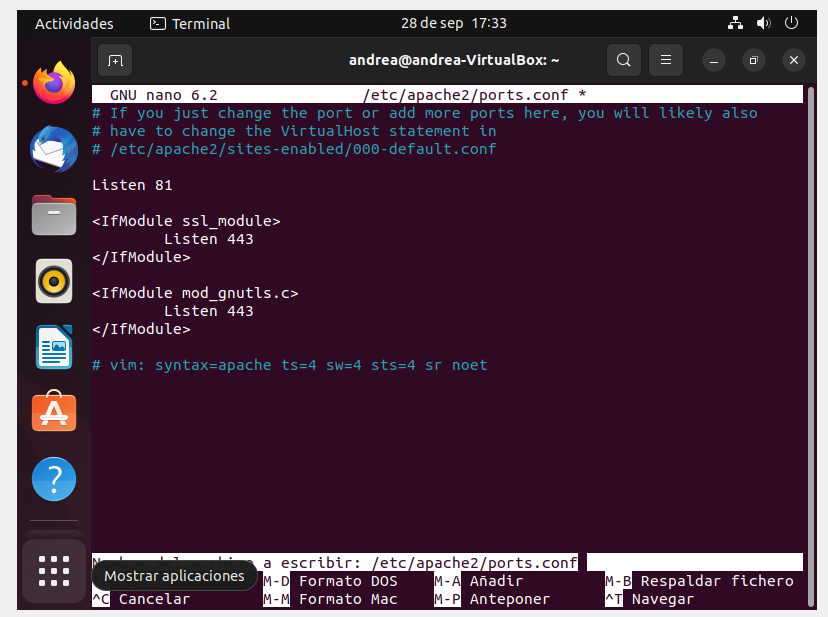 Actividades Terminal 28 de sep 17:33
andrea@andrea-VirtualBox: ~
GNU nano 6.2 /etc/apache2/ports.conf *
# If you just change the port or add more ports here, you will likely also
# have to change the VirtualHost statement in
# /etc/apache2/sites-enabled/000-default.conf
Listen 81
<IfModule ssl_module>
Listen 443
</IfModule>
<IfModule mod_gnutls.c>
Listen 443
</IfModule>
# vim: syntax=apache ts=4 sw=4 sts=4 sr noet
a escribir: /etc/apache2/ports.conf
Mostrar aplicaciones M-D Formato DOS M-A Añadir M-B Respaldar fichero
^C Cancelar M-M Formato Mac M-P Anteponer ^T Navegar